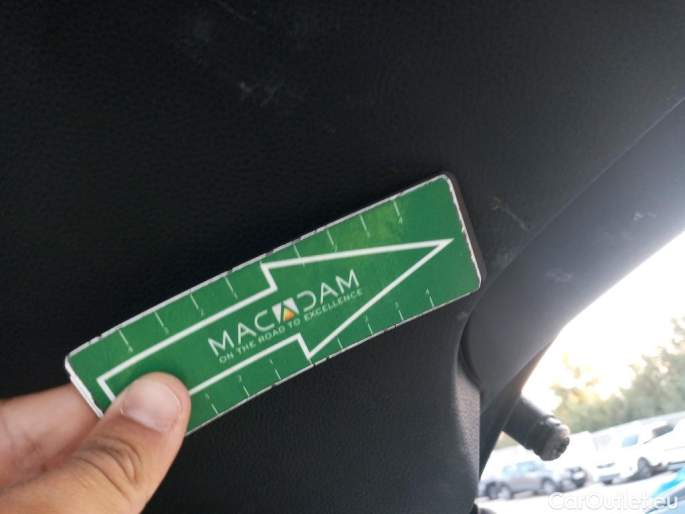 MACADAM
ON THE ROAD TO EXCELLENCE
CarOutlet.eu